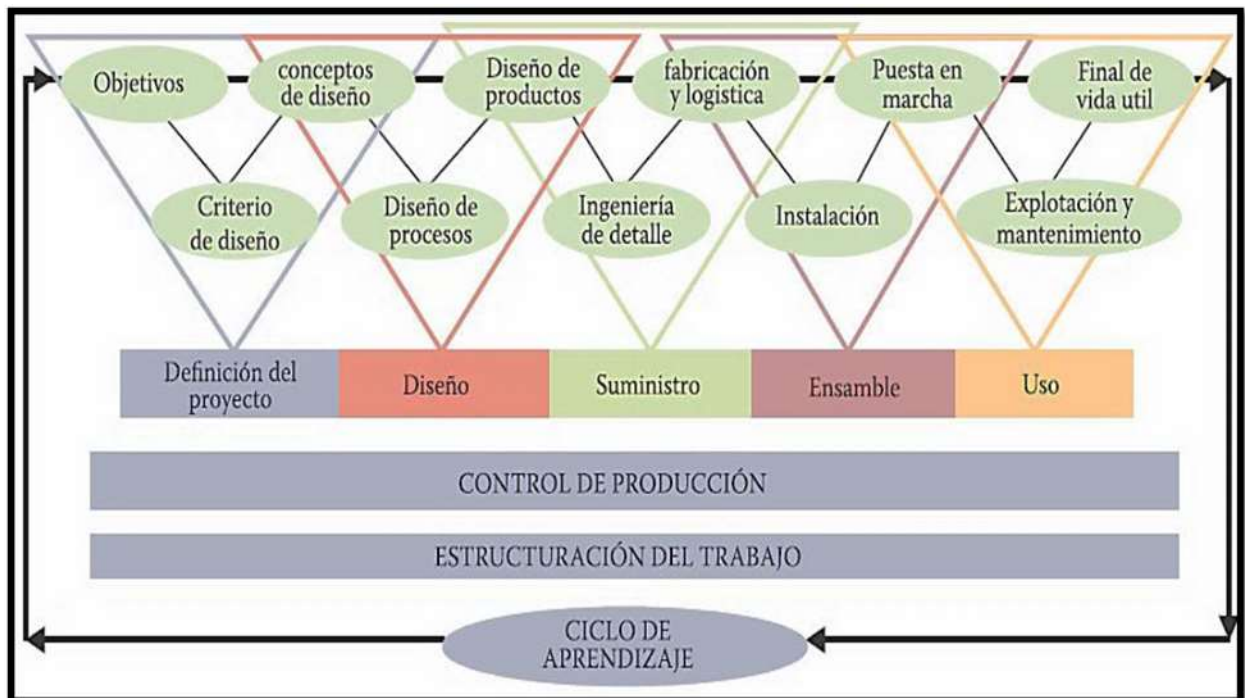 Objetivos
conceptos
de diseño
Diseño de
productos
fabricación
y logistica
Puesta en
marcha
Final de
vida util
Criterio
de diseño
Diseño de
procesos
Ingeniería
de detalle
Instalación
Explotación y
mantenimiento
Definición del
proyecto
Diseño
Suministro
Ensamble
Uso
CONTROL DE PRODUCCIÓN
ESTRUCTURACIÓN DEL TRABAJO
CICLO DE
APRENDIZAJE